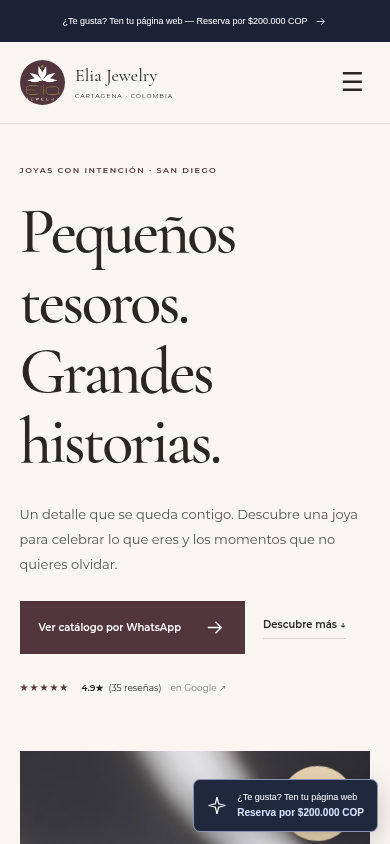 ¿Te gusta? Ten tu página web — Reserva por $200.000 COP →
Elia Jewelry
CARTAGENA · COLOMBIA
JOYAS CON INTENCIÓN · SAN DIEGO
Pequeños
tesoros.
Grandes
historias.
Un detalle que se queda contigo. Descubre una joya
para celebrar lo que eres y los momentos que no
quieres olvidar.
Ver catálogo por WhatsApp →
Descubre más ↓
★★★★★ 4.9★ (35 reseñas) en Google ↗
¿Te gusta? Ten tu página web
Reserva por $200.000 COP